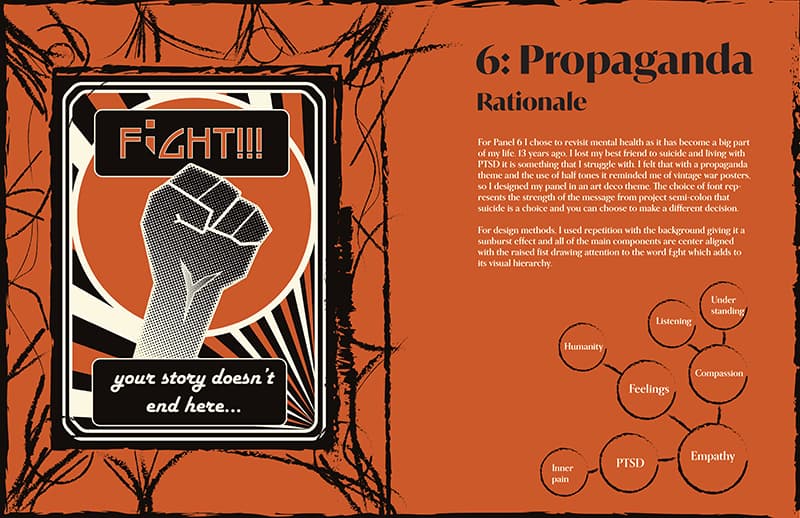 FiGHT!!!
your story doesn't
end here...
6: Propaganda
Rationale
For Panel 6 I chose to revisit mental health as it has become a big part
of my life. 13 years ago. I lost my best friend to suicide and living with
PTSD it is something that I struggle with. I felt that with a propaganda
theme and the use of half tones it reminded me of vintage war posters,
so I designed my panel in an art deco theme. The choice of font rep-
resents the strength of the message from project semi-colon that
suicide is a choice and you can choose to make a different decision.
For design methods, I used repetition with the background giving it a
sunburst effect and all of the main components are center aligned
with the raised fist drawing attention to the word f;ght which adds to
its visual hierarchy.
Under
standing
Listening
Humanity
Compassion
Feelings
Empathy
PTSD
Inner
pain